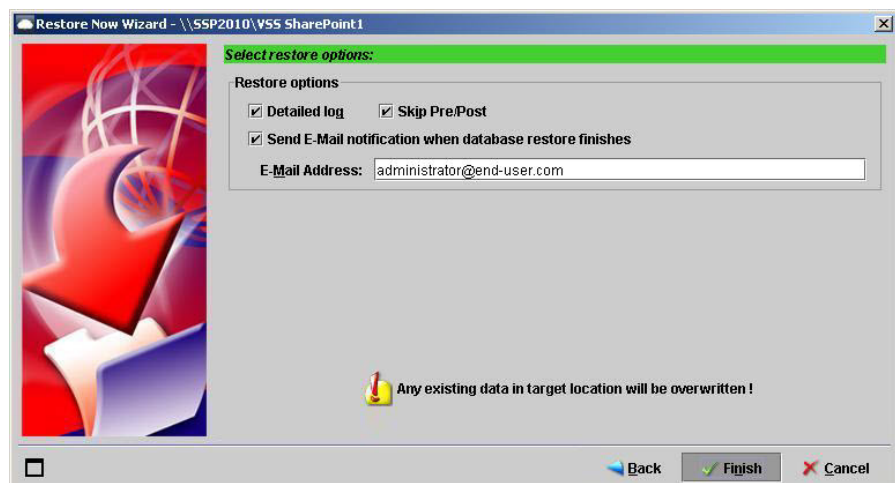 Restore Now Wizard - \\SSP2010\VSS SharePoint1
Select restore options:
Restore options
Detailed log Skip Pre/Post
Send E-Mail notification when database restore finishes
E-Mail Address: administrator@end-user.com
Any existing data in target location will be overwritten !
Back Finish Cancel